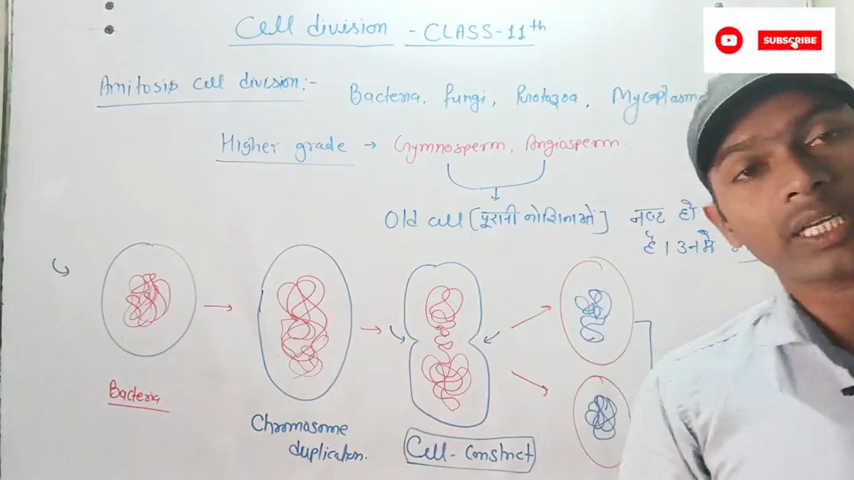 Cell division - CLASS-11th
SUBSCRIBE
Amitosis cell division:-
Bacteria, fungi, Protozoa, Mycoplasma
Higher grade → Gymnosperm, Angiosperm.
Old cell [पुरानी कोशिकाओं] नष्ट हो
है। उनमे
Bacteria
Chromosome
duplication.
Cell-constrict